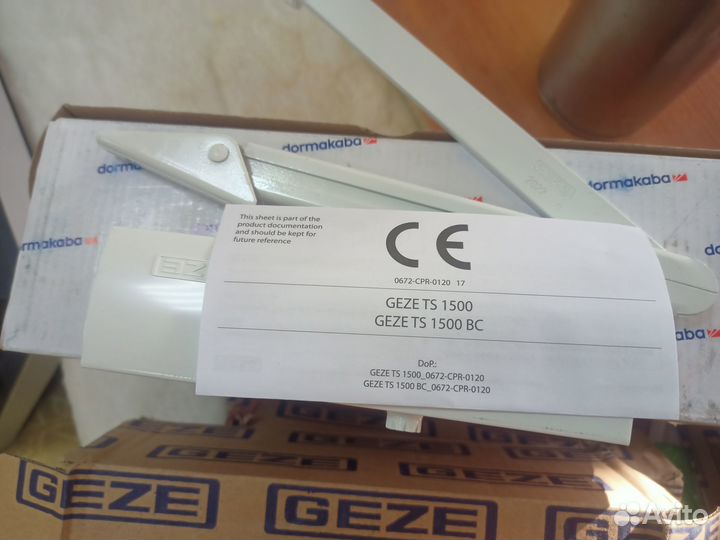 dormakaba
dormakaba
dormakaba
dormakaba
kaba
GEZE
This sheet is part of the
product documentation
and should be kept for
future reference
CE
0672-CPR-0120 17
GEZE TS 1500
GEZE TS 1500 BC
DoP.:
GEZE TS 1500_0672-CPR-0120
GEZE TS 1500 BC_0672-CPR-0120
GEZE
GEZE
Avito